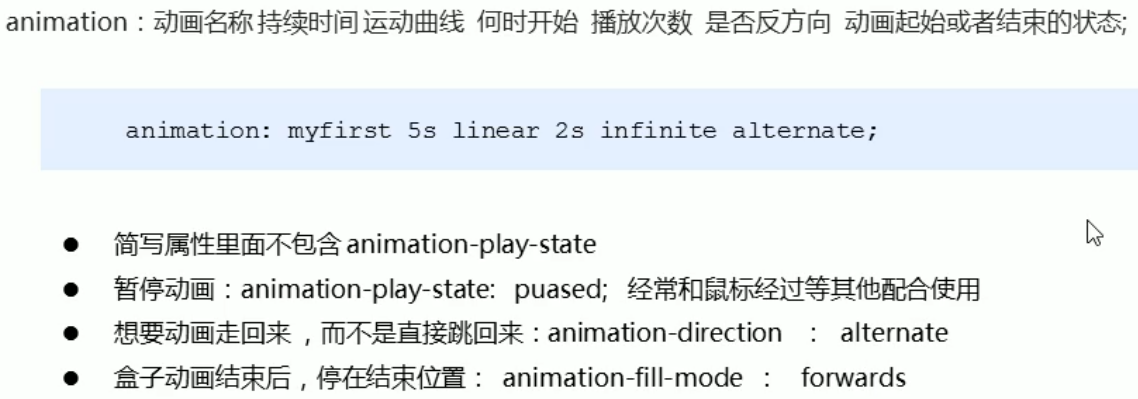 animation：动画名称 持续时间 运动曲线 何时开始 播放次数 是否反方向 动画起始或者结束的状态;
animation: myfirst 5s linear 2s infinite alternate;
● 简写属性里面不包含 animation-play-state
● 暂停动画：animation-play-state: puased; 经常和鼠标经过等其他配合使用
● 想要动画走回来，而不是直接跳回来：animation-direction ： alternate
● 盒子动画结束后，停在结束位置： animation-fill-mode ： forwards